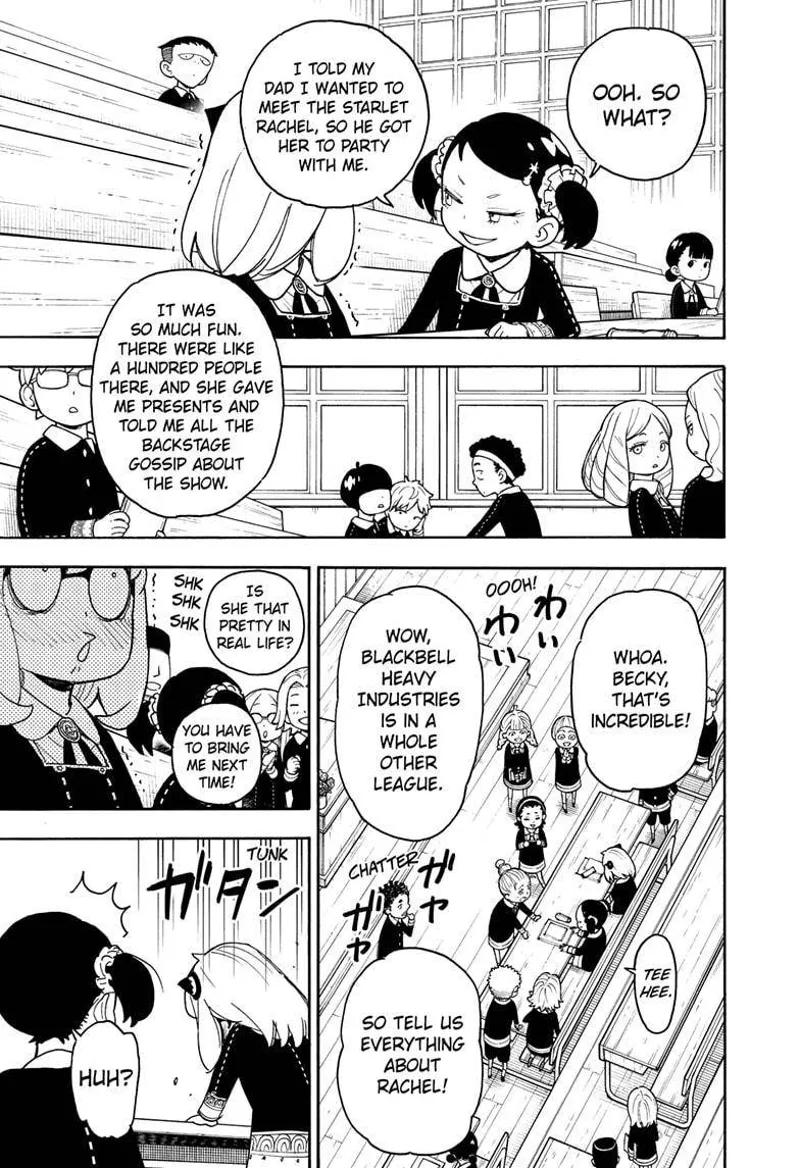 OOH. SO
WHAT?
I TOLD MY
DAD I WANTED TO
MEET THE STARLET
RACHEL, SO HE GOT
HER TO PARTY
WITH ME.
IT WAS
SO MUCH FUN.
THERE WERE LIKE
A HUNDRED PEOPLE
THERE, AND SHE GAVE
ME PRESENTS AND
TOLD ME ALL THE
BACKSTAGE
GOSSIP ABOUT
THE SHOW.
WHOA.
BECKY,
THAT'S
INCREDIBLE!
OOOH!
わい
わい
WOW,
BLACKBELL
HEAVY
INDUSTRIES
IS IN A
WHOLE
OTHER
LEAGUE.
CHATTER
ガヤ
ガヤ
SO TELL US
EVERYTHING
ABOUT
RACHEL!
TEE
HEE.
IS
SHE THAT
PRETTY IN
REAL LIFE?
SHK
SHK
SHK
YOU HAVE
TO BRING
ME NEXT
TIME!
TUNK
ガタン
HUH?